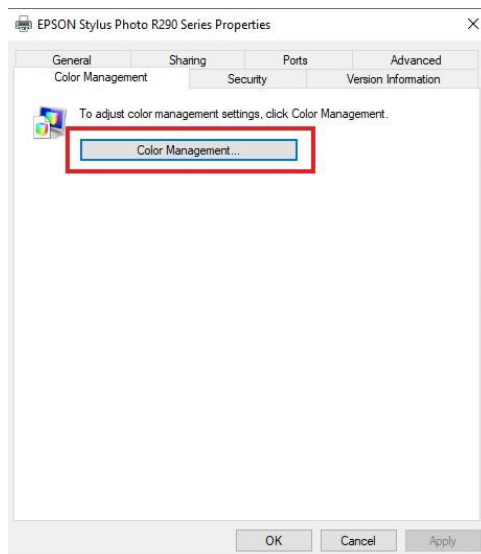 EPSON Stylus Photo R290 Series Properties
General Sharing Ports Advanced
Color Management Security Version Information
To adjust color management settings, click Color Management.
Color Management...
OK Cancel Apply